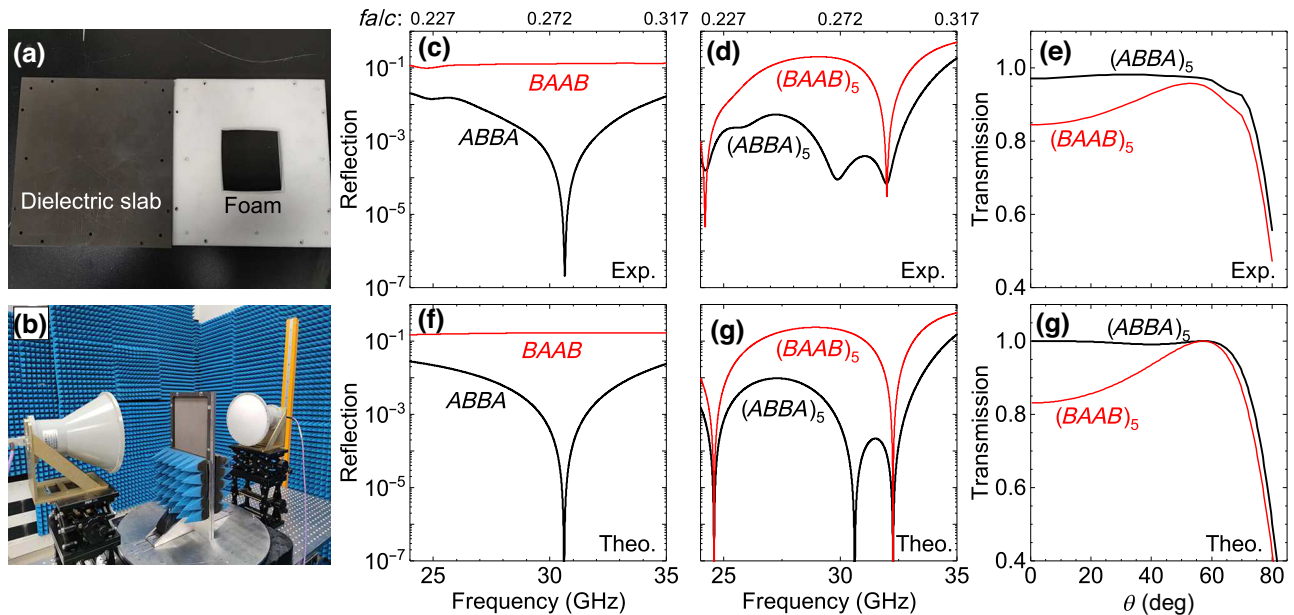 fa/c: 0.227 0.272 0.317 0.272 0.317
(a)
Dielectric slab
Foam
(b)
(c)
BAAB
ABBA
Exp.
Reflection
10⁻¹
10⁻³
10⁻⁵
10⁻⁷
(d)
(BAAB)₅
(ABBA)₅
Exp.
(e)
(ABBA)₅
(BAAB)₅
Exp.
Transmission
1.0
0.8
0.6
0.4
(f)
BAAB
ABBA
Theo.
Reflection
10⁻¹
10⁻³
10⁻⁵
10⁻⁷
25 30 35
Frequency (GHz)
(g)
(BAAB)₅
(ABBA)₅
Theo.
25 30 35
Frequency (GHz)
(g)
(ABBA)₅
(BAAB)₅
Theo.
Transmission
1.0
0.8
0.6
0.4
0 20 40 60 80
θ (deg)